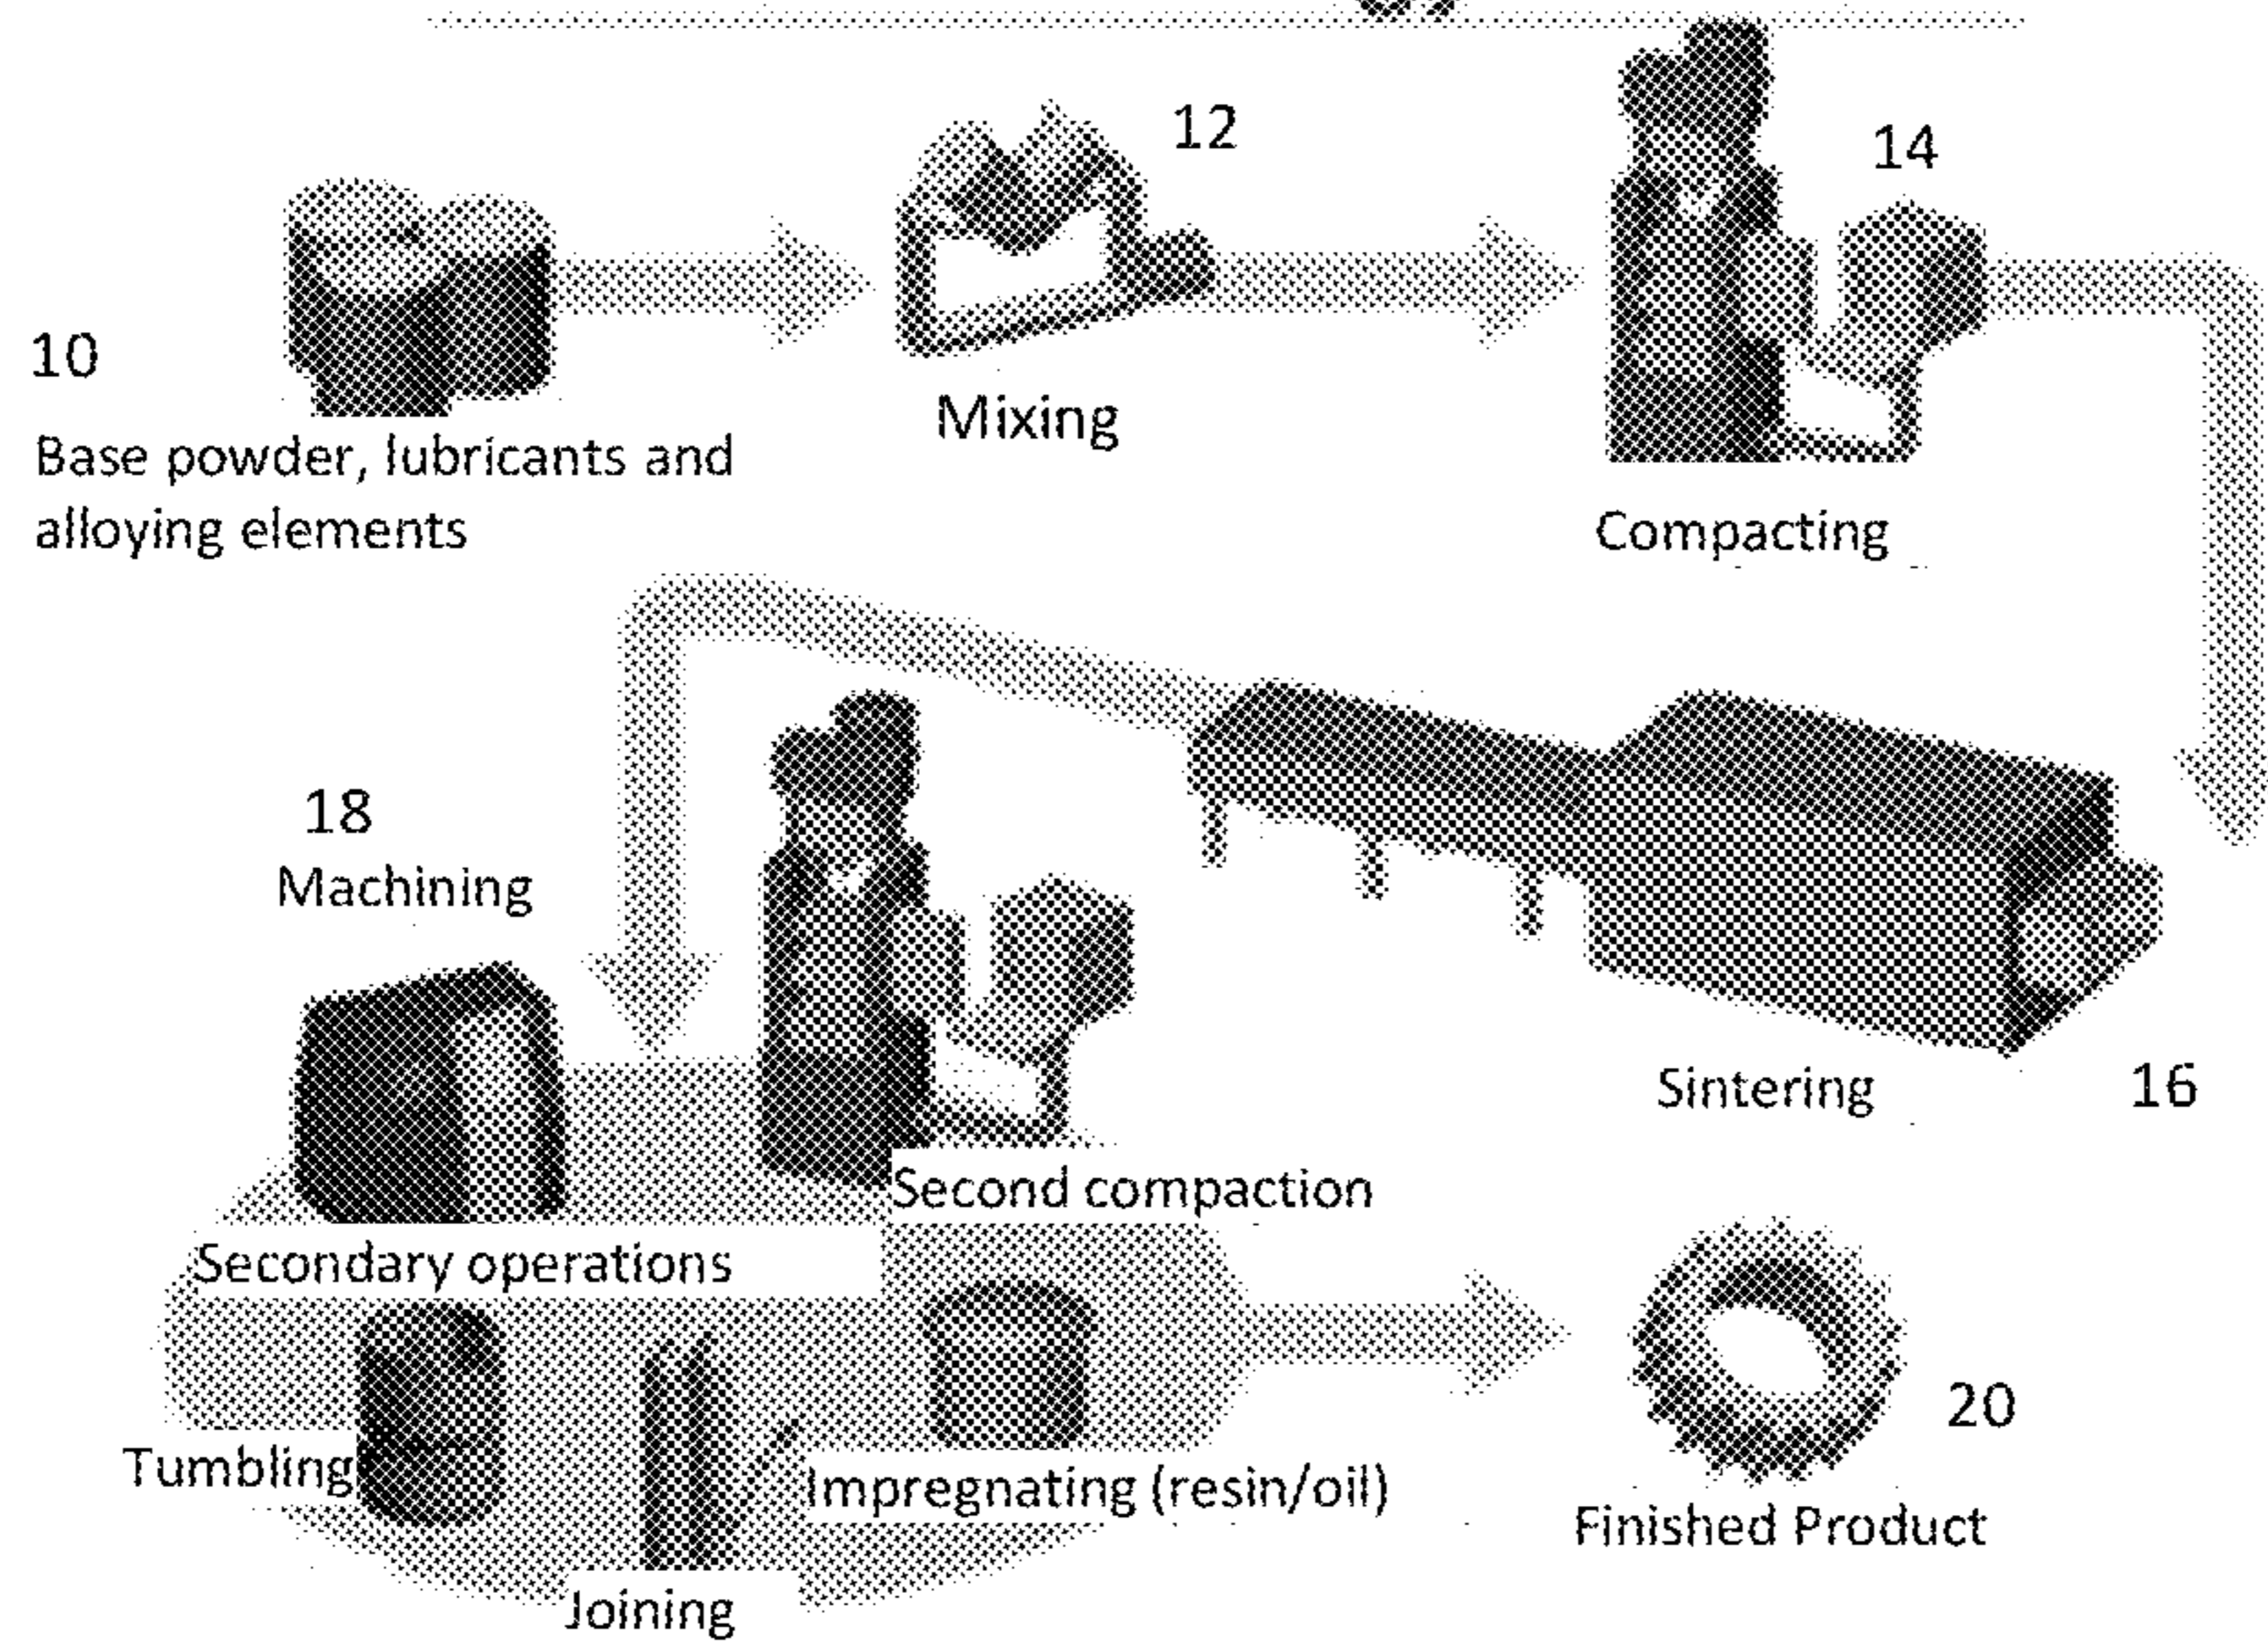 12
14
10
Base powder, lubricants and
alloying elements
Mixing
Compacting
18
Machining
Sintering
16
Second compaction
Secondary operations
20
Tumbling
Impregnating (resin/oil)
Finished Product
Joining